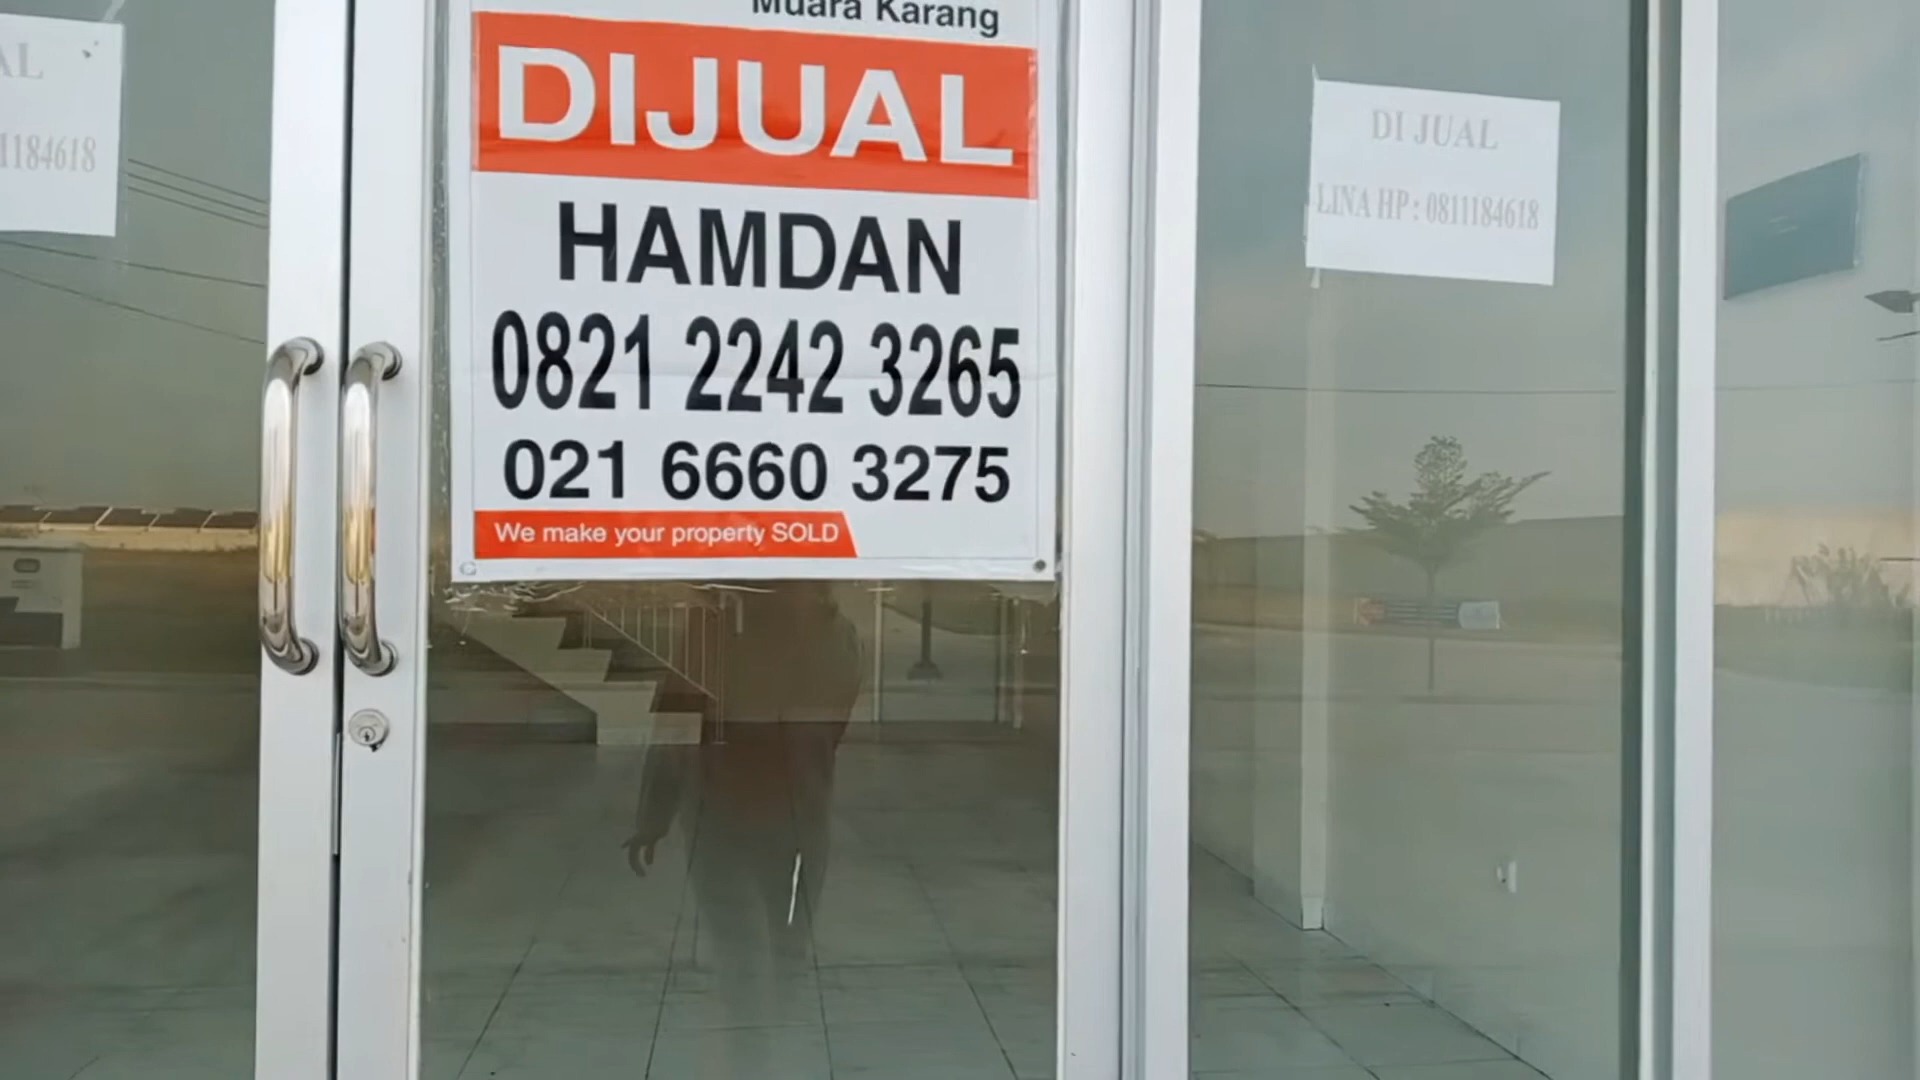 Muara Karang
DIJUAL
HAMDAN
0821 2242 3265
021 6660 3275
We make your property SOLD
AL
1184618
DI JUAL
LINA HP : 0811184618